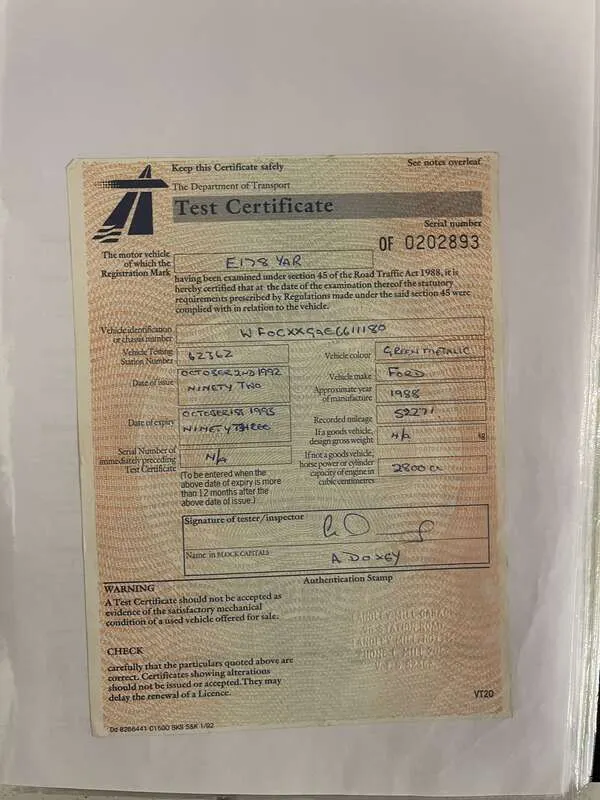 Keep this Certificate safely
See notes overleaf
The Department of Transport
Test Certificate
Serial number
OF 0202893
The motor vehicle of which the Registration Mark
E178 YAR
having been examined under section 45 of the Road Traffic Act 1988, it is
hereby certified that at the date of the examination thereof the statutory
requirements prescribed by Regulations made under the said section 45 were
complied with in relation to the vehicle.
Vehicle identification or chassis number
Vehicle Testing Station Number
62362
Vehicle colour
GREEN METALIC
Date of issue
OCTOBER 2ND 1992
NINETY TWO
Vehicle make
FORD
Approximate year of manufacture
1988
Date of expiry
OCTOBER 1ST 1993
NINETY THREE
Recorded mileage
52271
If a goods vehicle, design gross weight
N/A
kg
Serial Number of immediately preceding Test Certificate
N/A
If not a goods vehicle, horse power or cylinder capacity of engine in cubic centimetres
2800 cc
(To be entered when the
above date of expiry is more
than 12 months after the
above date of issue.)
Signature of tester/inspector
Name in BLOCK CAPITALS
A DOXEY
Authentication Stamp
WARNING
A Test Certificate should not be accepted as
evidence of the satisfactory mechanical
condition of a used vehicle offered for sale.
CHECK
carefully that the particulars quoted above are
correct. Certificates showing alterations
should not be issued or accepted. They may
delay the renewal of a Licence.
VT20
Dd 8266441 01500 BKS S&K 1/92